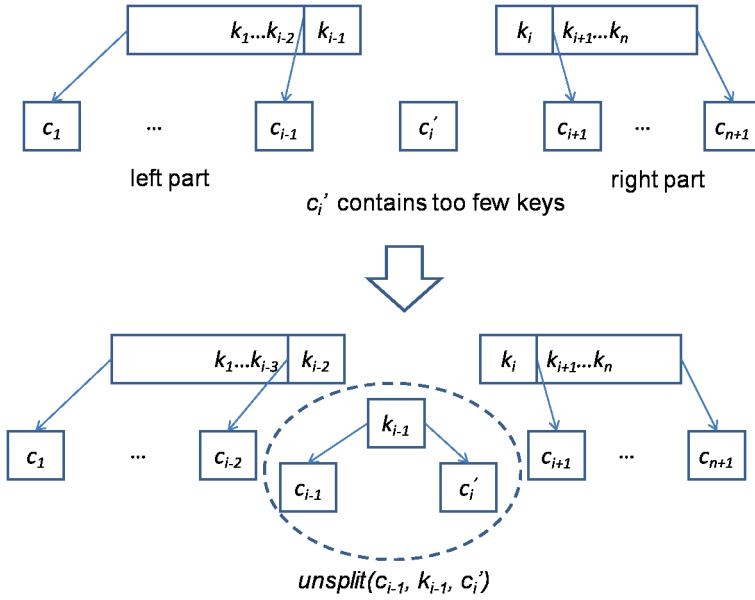 k₁...kᵢ₋₂ kᵢ₋₁ kᵢ kᵢ₊₁...kₙ
c₁ ... cᵢ₋₁ cᵢ′ cᵢ₊₁ ... cₙ₊₁
left part right part
cᵢ′ contains too few keys
k₁...kᵢ₋₃ kᵢ₋₂ kᵢ kᵢ₊₁...kₙ
kᵢ₋₁
c₁ ... cᵢ₋₂ cᵢ₊₁ ... cₙ₊₁
cᵢ₋₁ cᵢ′
unsplit(cᵢ₋₁, kᵢ₋₁, cᵢ′)